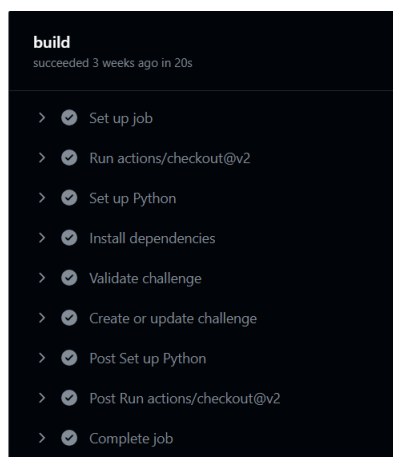 build
succeeded 3 weeks ago in 20s
Set up job
Run actions/checkout@v2
Set up Python
Install dependencies
Validate challenge
Create or update challenge
Post Set up Python
Post Run actions/checkout@v2
Complete job